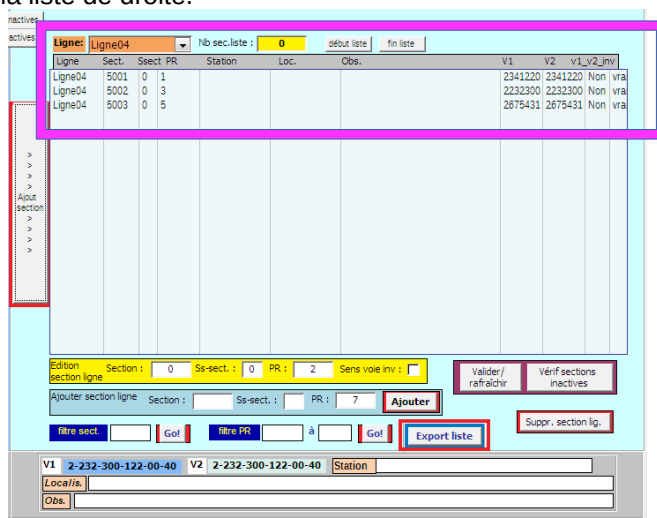 la liste de droite.
nactives
actives
Ligne: Ligne04 Nb sec.liste : 0 début liste fin liste
Ligne Sect. Ssect PR Station Loc. Obs. V1 V2 v1_v2_inv
Ligne04 5001 0 1 2341220 2341220 Non vrai
Ligne04 5002 0 3 2232300 2232300 Non vrai
Ligne04 5003 0 5 2675431 2675431 Non vrai
>
>
>
>
Ajout
section
>
>
>
>
Edition
section ligne
Section : 0 Ss-sect. : 0 PR : 2 Sens voie inv :
Valider/
rafraîchir
Vérif sections
inactives
Ajouter section ligne Section : Ss-sect. : PR : 7 Ajouter
Suppr. section lig.
filtre sect. Go! filtre PR à Go! Export liste
V1 2-232-300-122-00-40 V2 2-232-300-122-00-40 Station
Localis.
Obs.